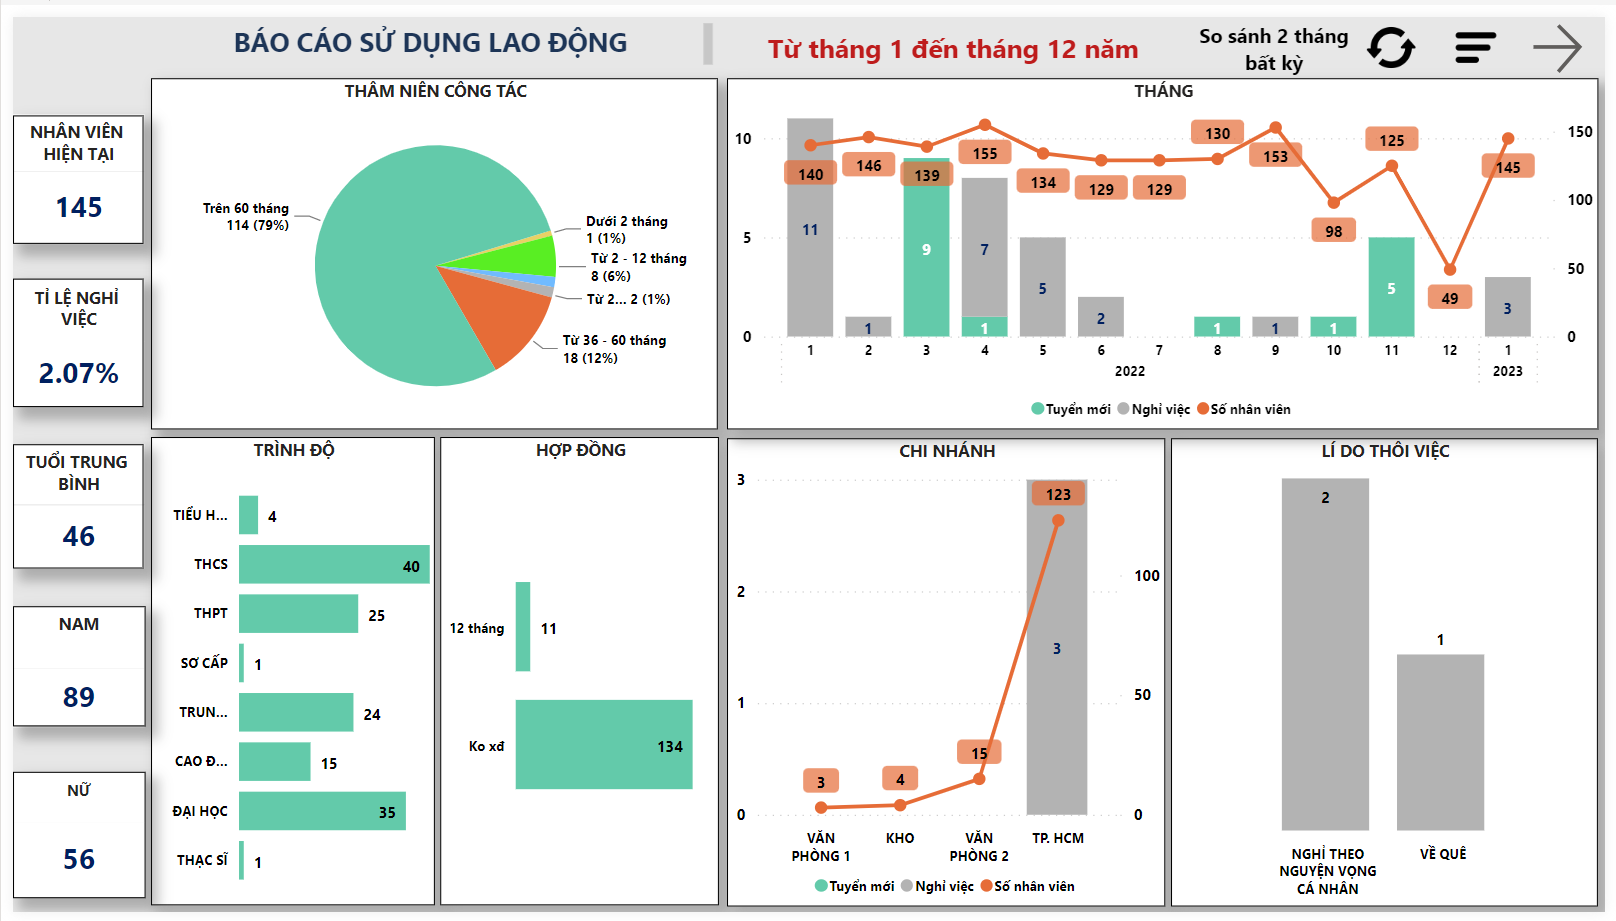 BÁO CÁO SỬ DỤNG LAO ĐỘNG
Từ tháng 1 đến tháng 12 năm
So sánh 2 tháng
bất kỳ
NHÂN VIÊN
HIỆN TẠI
145
TỈ LỆ NGHỈ
VIỆC
2.07%
TUỔI TRUNG
BÌNH
46
NAM
89
NỮ
56
THÂM NIÊN CÔNG TÁC
Trên 60 tháng
114 (79%)
Dưới 2 tháng
1 (1%)
Từ 2 - 12 tháng
8 (6%)
Từ 2... 2 (1%)
Từ 36 - 60 tháng
18 (12%)
THÁNG
10
5
0
150
100
50
0
140
146
139
155
134
129
129
130
153
98
125
49
145
11
1
9
7
1
5
2
1
1
1
5
3
1
2
3
4
5
6
7
8
9
10
11
12
1
2022
2023
Tuyển mới
Nghỉ việc
Số nhân viên
TRÌNH ĐỘ
TIỂU H... 4
THCS 40
THPT 25
SƠ CẤP 1
TRUN... 24
CAO Đ... 15
ĐẠI HỌC 35
THẠC SĨ 1
HỢP ĐỒNG
12 tháng 11
Ko xđ 134
CHI NHÁNH
3
2
1
0
100
50
0
3
4
15
123
3
VĂN
PHÒNG 1
KHO
VĂN
PHÒNG 2
TP. HCM
Tuyển mới
Nghỉ việc
Số nhân viên
LÍ DO THÔI VIỆC
2
1
NGHỈ THEO
NGUYỆN VỌNG
CÁ NHÂN
VỀ QUÊ